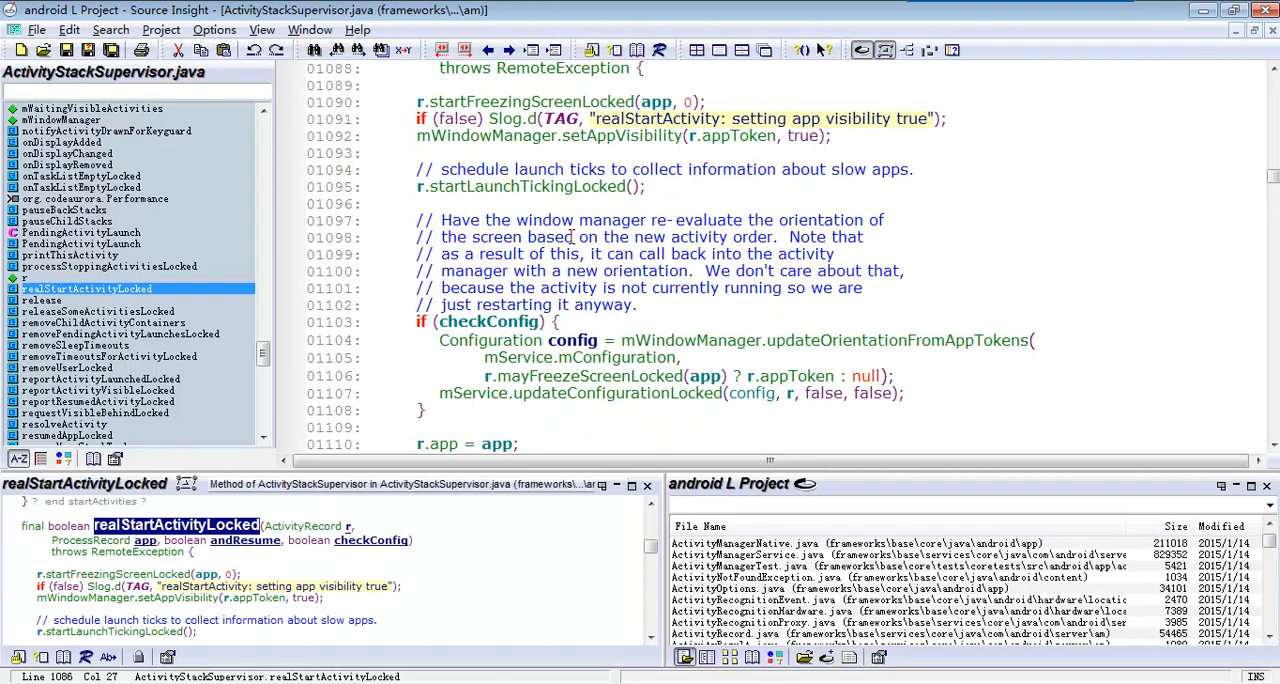 android L Project - Source Insight - [ActivityStackSupervisor.java (frameworks\...\am)]
File Edit Search Project Options View Window Help
ActivityStackSupervisor.java
mWaitingVisibleActivities
mWindowManager
notifyActivityDrawnForKeyguard
onDisplayAdded
onDisplayChanged
onDisplayRemoved
onTaskListEmptyLocked
onTaskListEmptyLocked
org.codeaurora.Performance
pauseBackStacks
pauseChildStacks
PendingActivityLaunch
PendingActivityLaunch
printThisActivity
processStoppingActivitiesLocked
r
realStartActivityLocked
release
releaseSomeActivitiesLocked
removeChildActivityContainers
removePendingActivityLaunchesLocked
removeSleepTimeouts
removeTimeoutsForActivityLocked
removeUserLocked
reportActivityLaunchedLocked
reportActivityVisibleLocked
reportResumedActivityLocked
requestVisibleBehindLocked
resolveActivity
resumedAppLocked
01088: throws RemoteException {
01089:
01090: r.startFreezingScreenLocked(app, 0);
01091: if (false) Slog.d(TAG, "realStartActivity: setting app visibility true");
01092: mWindowManager.setAppVisibility(r.appToken, true);
01093:
01094: // schedule launch ticks to collect information about slow apps.
01095: r.startLaunchTickingLocked();
01096:
01097: // Have the window manager re-evaluate the orientation of
01098: // the screen based on the new activity order.  Note that
01099: // as a result of this, it can call back into the activity
01100: // manager with a new orientation.  We don't care about that,
01101: // because the activity is not currently running so we are
01102: // just restarting it anyway.
01103: if (checkConfig) {
01104: Configuration config = mWindowManager.updateOrientationFromAppTokens(
01105: mService.mConfiguration,
01106: r.mayFreezeScreenLocked(app) ? r.appToken : null);
01107: mService.updateConfigurationLocked(config, r, false, false);
01108: }
01109:
01110: r.app = app;
realStartActivityLocked Method of ActivityStackSupervisor in ActivityStackSupervisor.java (frameworks\...\am
} ? end startActivities ?
final boolean realStartActivityLocked(ActivityRecord r,
ProcessRecord app, boolean andResume, boolean checkConfig)
throws RemoteException {
r.startFreezingScreenLocked(app, 0);
if (false) Slog.d(TAG, "realStartActivity: setting app visibility true");
mWindowManager.setAppVisibility(r.appToken, true);
// schedule launch ticks to collect information about slow apps.
r.startLaunchTickingLocked();
android L Project
File Name Size Modified
ActivityManagerNative.java (frameworks\base\core\java\android\app) 211018 2015/1/14
ActivityManagerService.java (frameworks\base\services\core\java\com\android\serve 829352 2015/1/14
ActivityManagerTest.java (frameworks\base\core\tests\coretests\src\android\app\ac 5421 2015/1/14
ActivityNotFoundException.java (frameworks\base\core\java\android\content) 1034 2015/1/14
ActivityOptions.java (frameworks\base\core\java\android\app) 34101 2015/1/14
ActivityRecognitionEvent.java (frameworks\base\core\java\android\hardware\locatio 2470 2015/1/14
ActivityRecognitionHardware.java (frameworks\base\core\java\android\hardware\loca 7389 2015/1/14
ActivityRecognitionProxy.java (frameworks\base\services\core\java\com\android\ser 3985 2015/1/14
ActivityRecord.java (frameworks\base\services\core\java\com\android\server\am) 54465 2015/1/14
Line 1086 Col 27 ActivityStackSupervisor.realStartActivityLocked INS